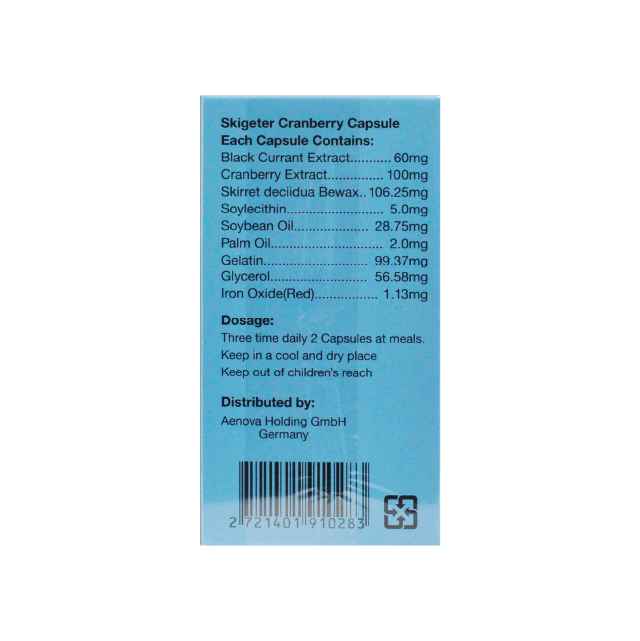 Skigeter Cranberry Capsule
Each Capsule Contains:
Black Currant Extract........... 60mg
Cranberry Extract............... 100mg
Skirret deciidua Bewax.. 106.25mg
Soylecithin.......................... 5.0mg
Soybean Oil.................... 28.75mg
Palm Oil............................. 2.0mg
Gelatin............................ 99.37mg
Glycerol.......................... 56.58mg
Iron Oxide(Red)................. 1.13mg
Dosage:
Three time daily 2 Capsules at meals.
Keep in a cool and dry place
Keep out of children's reach
Distributed by:
Aenova Holding GmbH
Germany
2 721401 910283